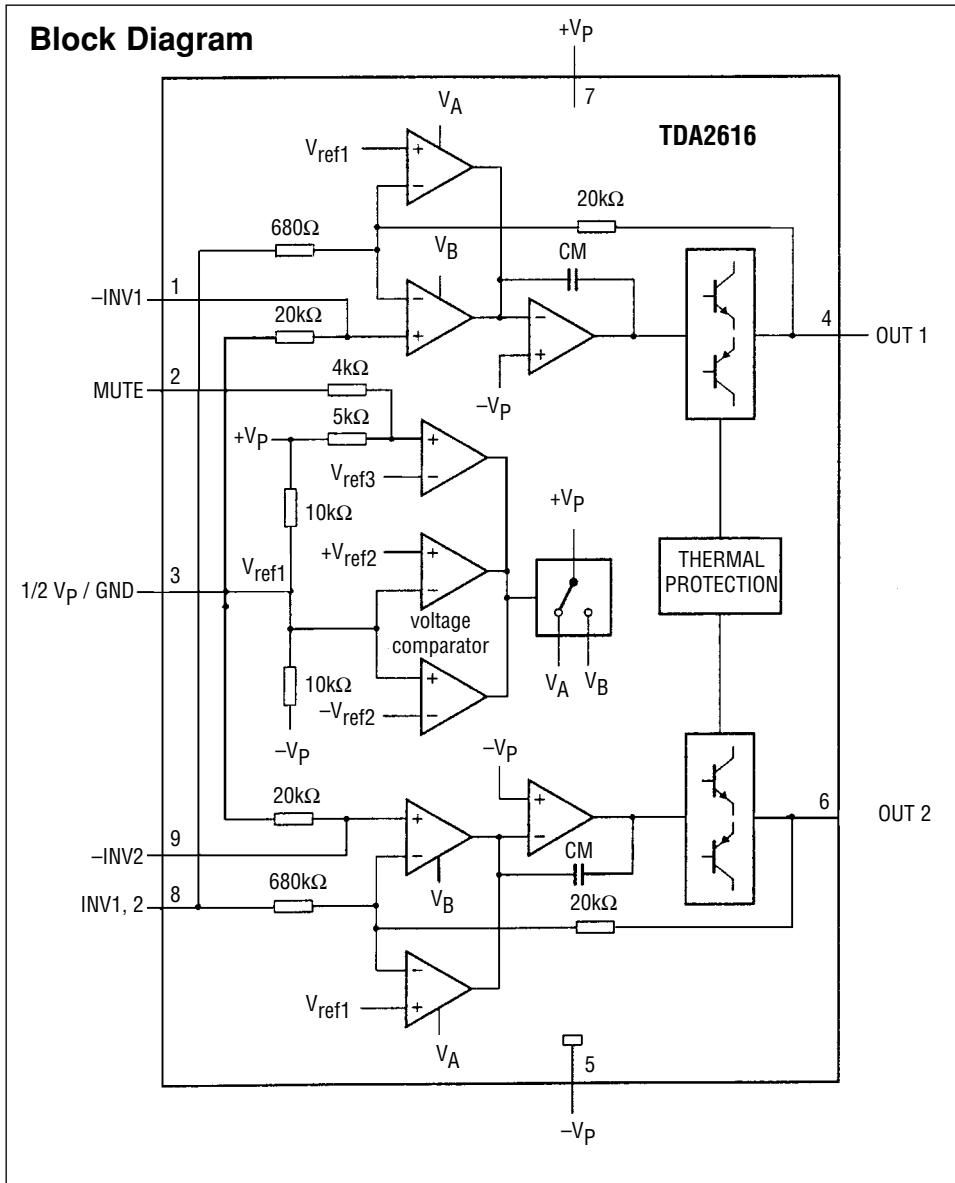 Block Diagram
+VP
7
VA
TDA2616
Vref1
+
−
20kΩ
680Ω
VB
CM
−INV1
1
−
+
−
+
20kΩ
4
OUT 1
MUTE
2
4kΩ
−VP
+VP
5kΩ
+
−
Vref3
10kΩ
+VP
+Vref2
+
−
THERMAL
PROTECTION
Vref1
1/2 VP / GND
3
voltage
comparator
VA
VB
10kΩ
+
−
−Vref2
−VP
−VP
20kΩ
+
−
+
−
6
OUT 2
9
−INV2
CM
680kΩ
VB
20kΩ
INV1, 2
8
−
+
Vref1
VA
5
−VP